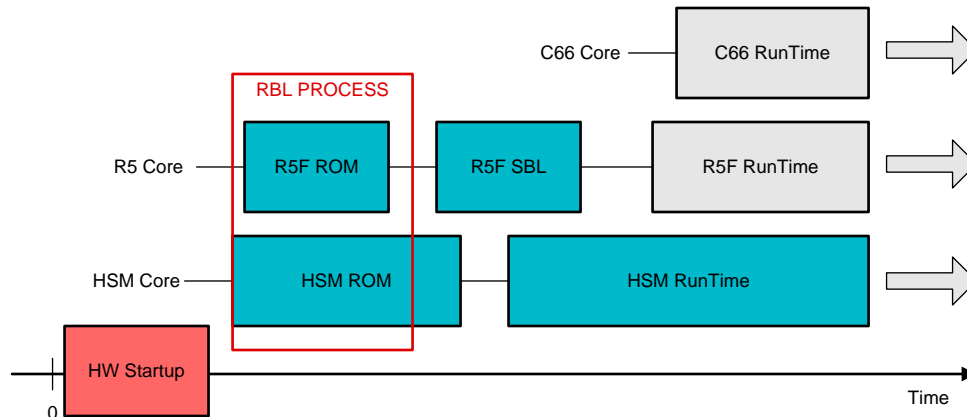 C66 Core
C66 RunTime
RBL PROCESS
R5 Core
R5F ROM
R5F SBL
R5F RunTime
HSM Core
HSM ROM
HSM RunTime
HW Startup
0
Time